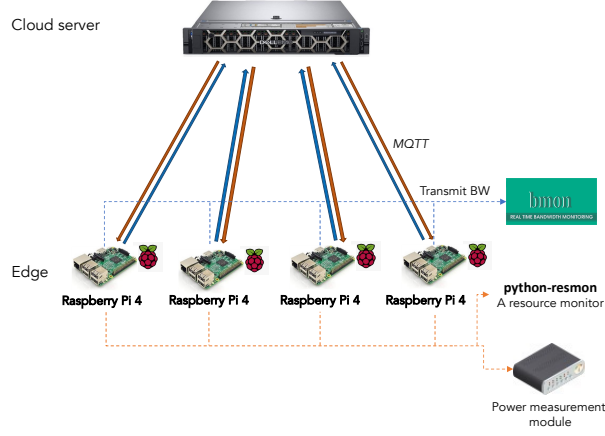 Cloud server
MQTT
Transmit BW
bmon
REAL TIME BANDWIDTH MONITORING
Edge
Raspberry Pi 4
Raspberry Pi 4
Raspberry Pi 4
Raspberry Pi 4
python-resmon
A resource monitor
Power measurement
module